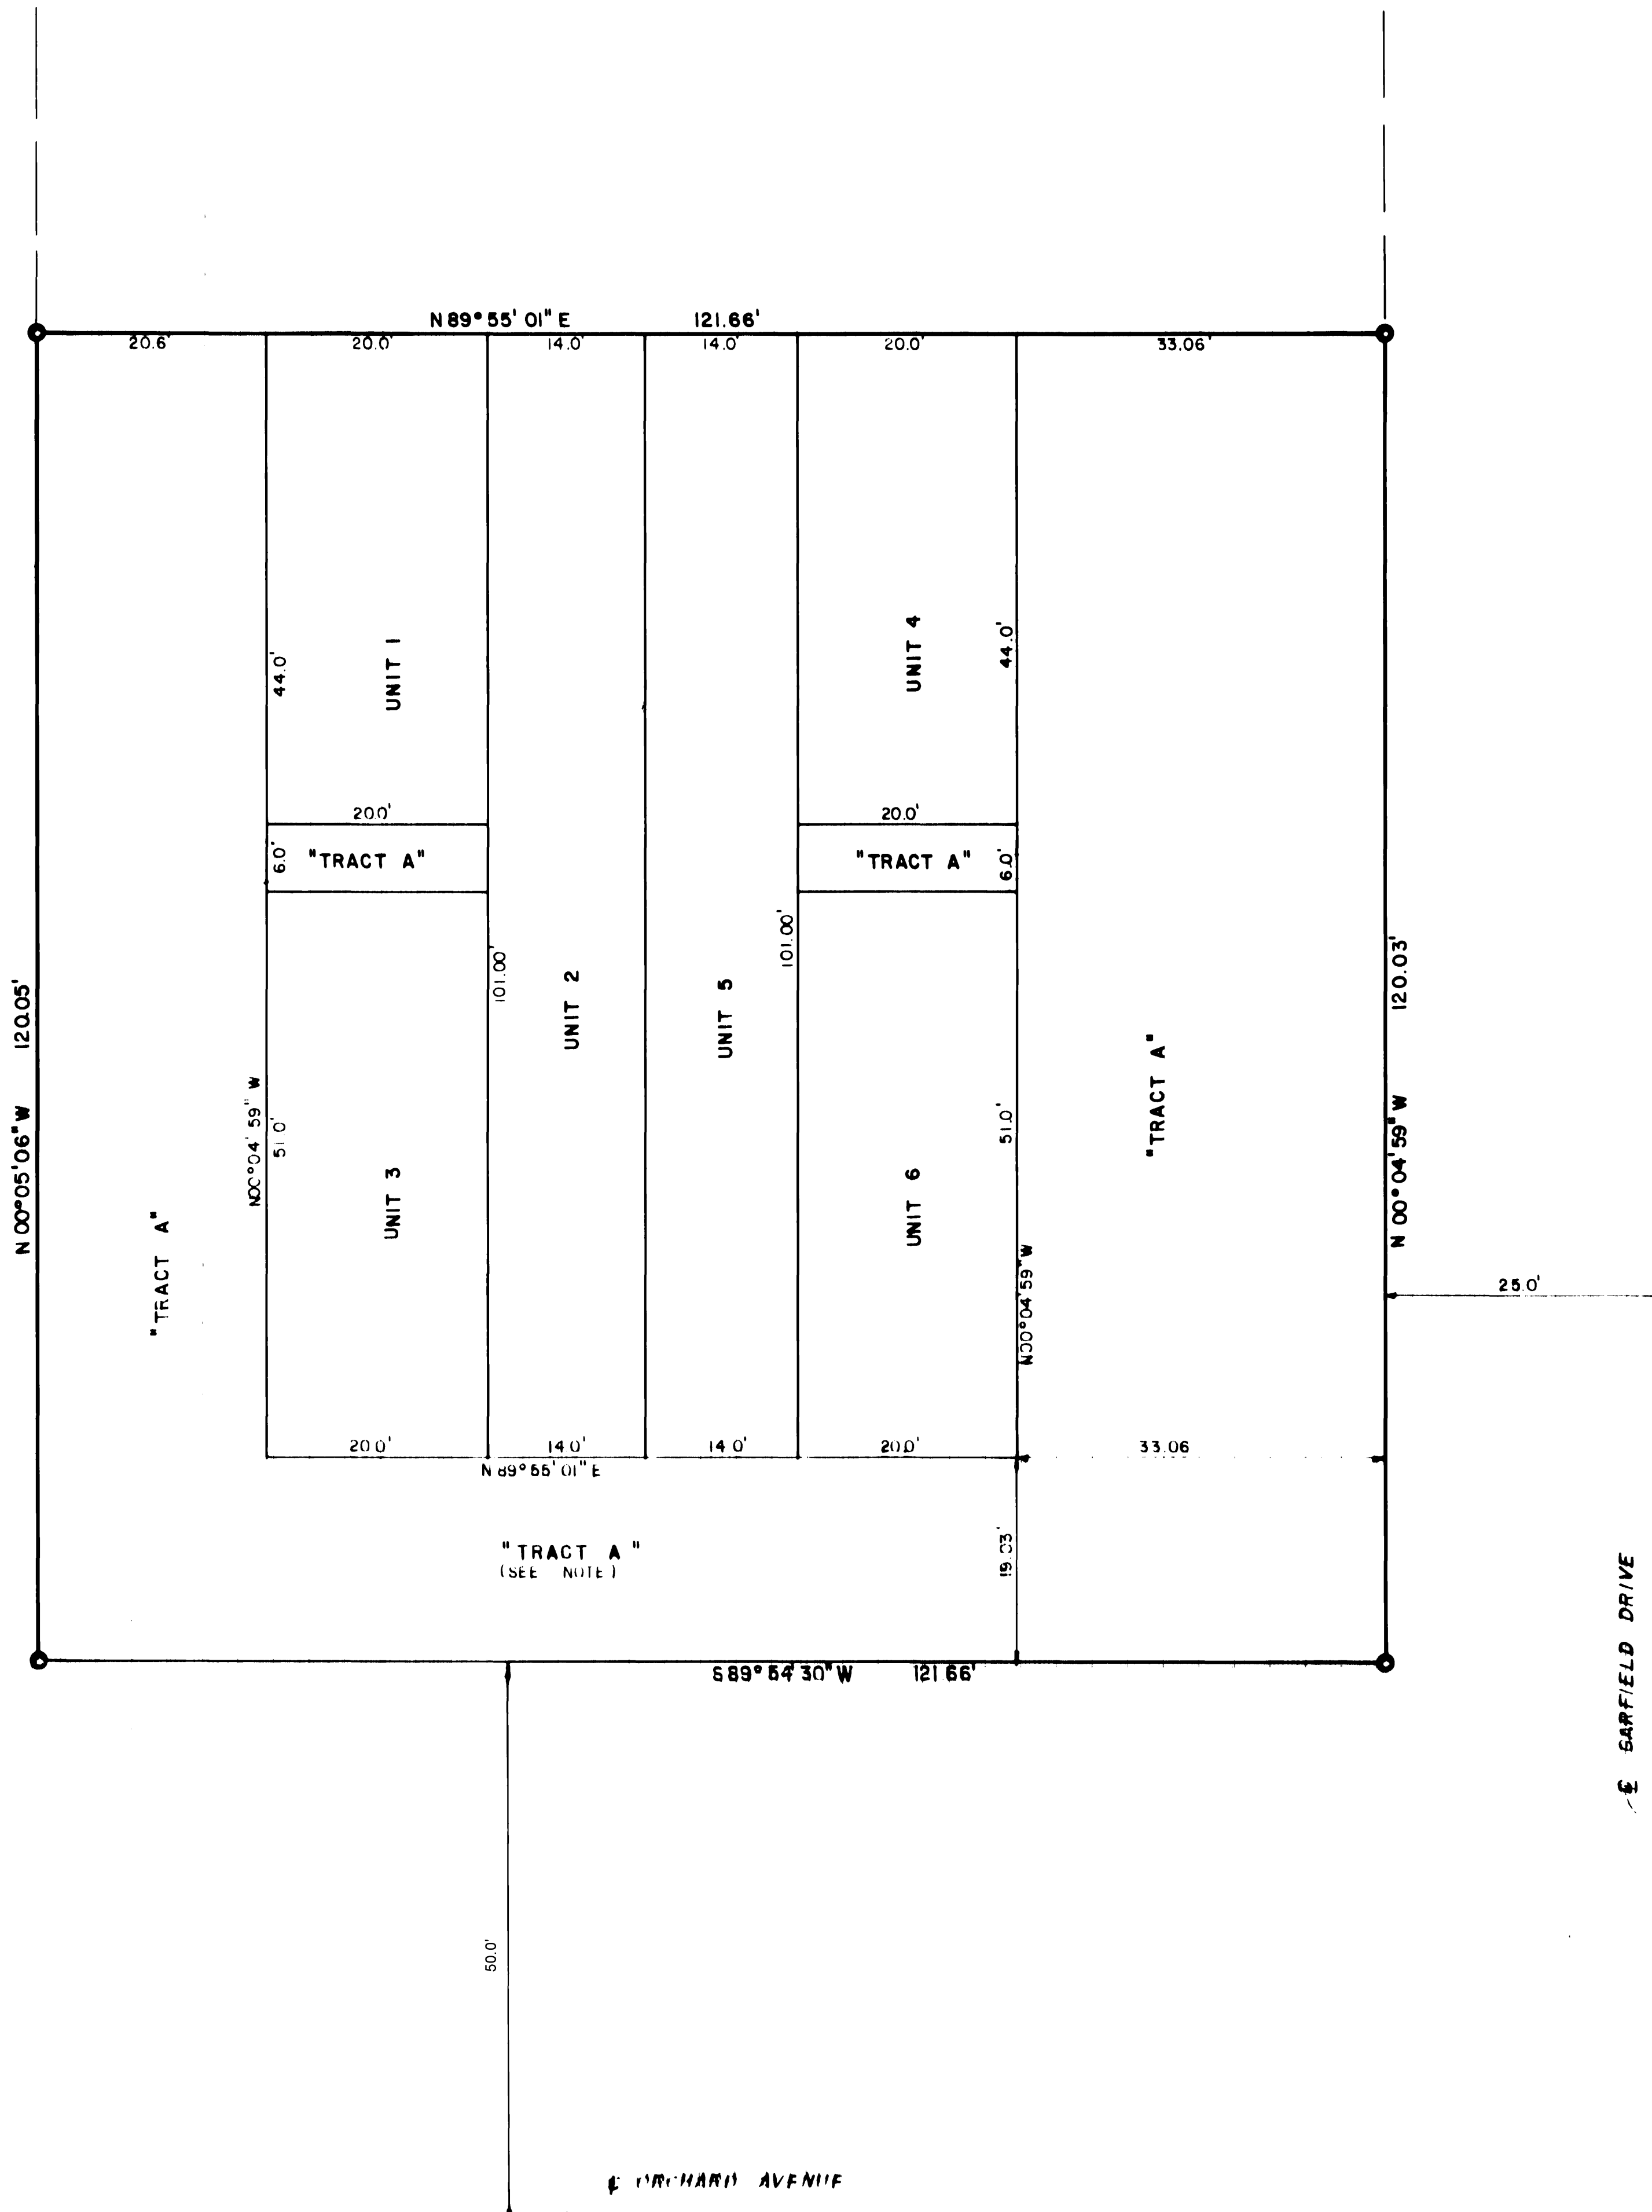 N 89° 55' 01" E 121.66'
20.6' 20.0' 14.0' 14.0' 20.0' 33.06'
44.0'
UNIT 1
UNIT 4
44.0'
20.0' 20.0'
6.0' "TRACT A" "TRACT A" 6.0'
101.00'
101.00'
UNIT 2
UNIT 5
N 00° 05' 06" W 120.05'
N 00° 04' 59" W 120.03'
N00° 04' 59" W
51.0'
UNIT 3
UNIT 6
51.0'
N00° 04' 59" W
"TRACT A"
"TRACT A"
25.0'
20.0' 14.0' 14.0' 20.0' 33.06
N 89° 55' 01" E
"TRACT A"
(SEE NOTE)
19.03'
S 89° 54' 30" W 121.66'
℄ GARFIELD DRIVE
50.0'
℄ ORCHARD AVENUE